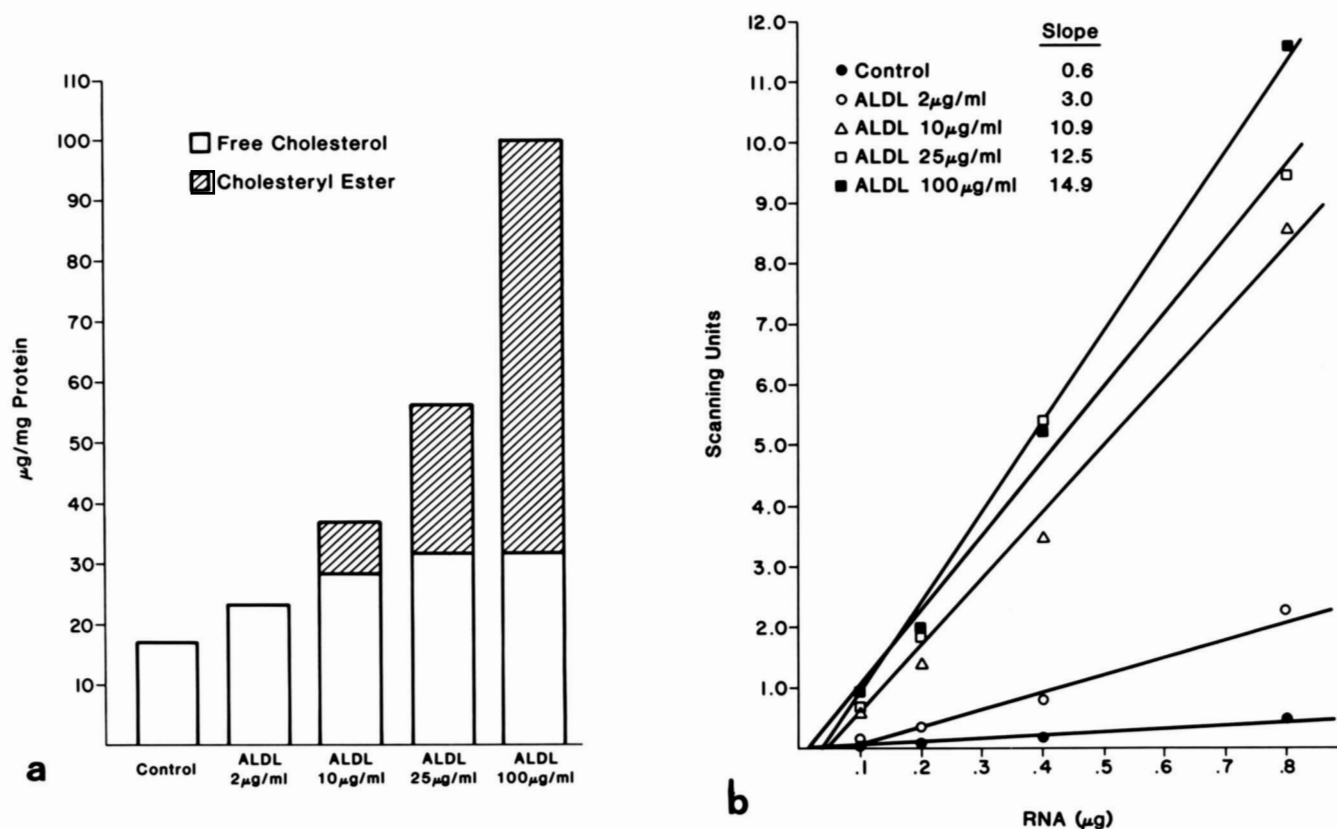 110
100
90
80
70
60
50
40
30
20
10
µg/mg Protein
Free Cholesterol
Cholesteryl Ester
Control
ALDL
2µg/ml
ALDL
10µg/ml
ALDL
25µg/ml
ALDL
100µg/ml
a
12.0
11.0
10.0
9.0
8.0
7.0
6.0
5.0
4.0
3.0
2.0
1.0
Scanning Units
Slope
Control 0.6
ALDL 2µg/ml 3.0
ALDL 10µg/ml 10.9
ALDL 25µg/ml 12.5
ALDL 100µg/ml 14.9
.1 .2 .3 .4 .5 .6 .7 .8
RNA (µg)
b